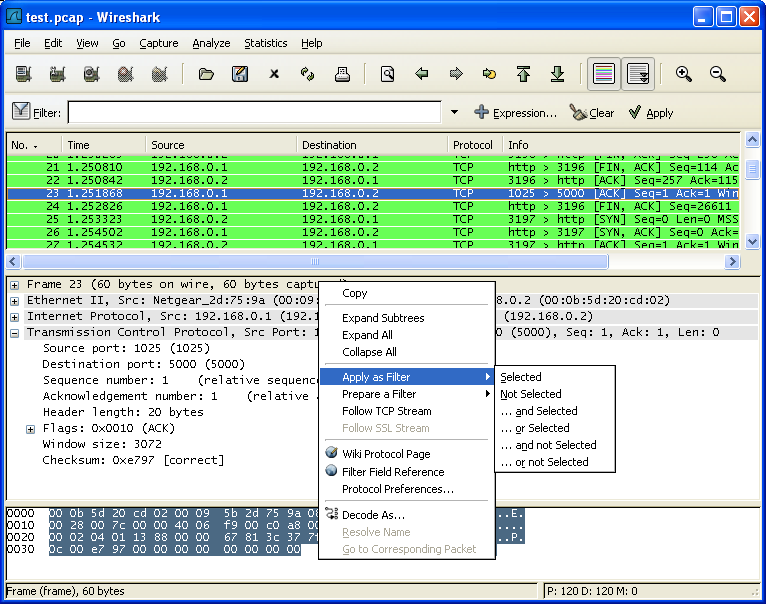 test.pcap - Wireshark
File Edit View Go Capture Analyze Statistics Help
Filter: Expression... Clear Apply
No. Time Source Destination Protocol Info
21 1.250810 192.168.0.1 192.168.0.2 TCP http > 3196 [FIN, ACK] Seq=114 Ac
22 1.250842 192.168.0.2 192.168.0.1 TCP 3196 > http [ACK] Seq=257 Ack=115
23 1.251868 192.168.0.1 192.168.0.2 TCP 1025 > 5000 [ACK] Seq=1 Ack=1 Win
24 1.252826 192.168.0.1 192.168.0.2 TCP http > 3196 [FIN, ACK] Seq=26611
25 1.253323 192.168.0.2 192.168.0.1 TCP 3197 > http [SYN] Seq=0 Len=0 MSS
26 1.254502 192.168.0.1 192.168.0.2 TCP http > 3197 [SYN, ACK] Seq=0 Ack=
27 1.254532 192.168.0.2 192.168.0.1 TCP 3197 > http [ACK] Seq=1 Ack=1 Win
Frame 23 (60 bytes on wire, 60 bytes captured)
Ethernet II, Src: Netgear_2d:75:9a (00:09: 8.0.2 (00:0b:5d:20:cd:02)
Internet Protocol, Src: 192.168.0.1 (192.1 (192.168.0.2)
Transmission Control Protocol, Src Port: 1 (5000), Seq: 1, Ack: 1, Len: 0
Source port: 1025 (1025)
Destination port: 5000 (5000)
Sequence number: 1 (relative sequenc
Acknowledgement number: 1 (relative
Header length: 20 bytes
Flags: 0x0010 (ACK)
Window size: 3072
Checksum: 0xe797 [correct]
Copy
Expand Subtrees
Expand All
Collapse All
Apply as Filter
Prepare a Filter
Follow TCP Stream
Follow SSL Stream
Wiki Protocol Page
Filter Field Reference
Protocol Preferences...
Decode As...
Resolve Name
Go to Corresponding Packet
Selected
Not Selected
... and Selected
... or Selected
... and not Selected
... or not Selected
0000 00 0b 5d 20 cd 02 00 09 5b 2d 75 9a 08 ..E.
0010 00 28 00 7c 00 00 40 06 f9 00 c0 a8 00 ....
0020 00 02 04 01 13 88 00 00 67 81 3c 37 7f ..P.
0030 0c 00 e7 97 00 00 00 00 00 00 00 00
Frame (frame), 60 bytes
P: 120 D: 120 M: 0